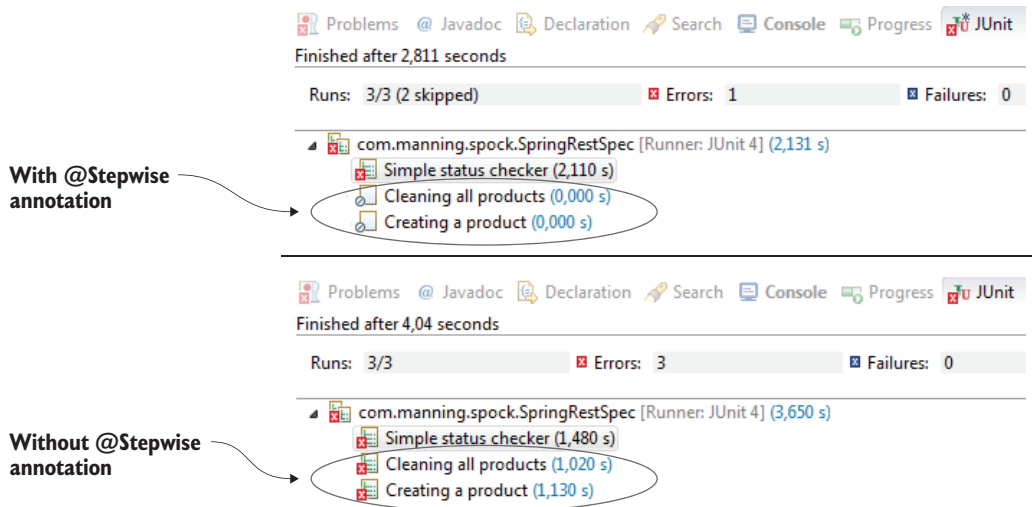 Problems @ Javadoc Declaration Search Console Progress JUnit
Finished after 2,811 seconds
Runs: 3/3 (2 skipped) Errors: 1 Failures: 0
com.manning.spock.SpringRestSpec [Runner: JUnit 4] (2,131 s)
Simple status checker (2,110 s)
With @Stepwise
annotation
Cleaning all products (0,000 s)
Creating a product (0,000 s)
Problems @ Javadoc Declaration Search Console Progress JUnit
Finished after 4,04 seconds
Runs: 3/3 Errors: 3 Failures: 0
com.manning.spock.SpringRestSpec [Runner: JUnit 4] (3,650 s)
Simple status checker (1,480 s)
Without @Stepwise
annotation
Cleaning all products (1,020 s)
Creating a product (1,130 s)